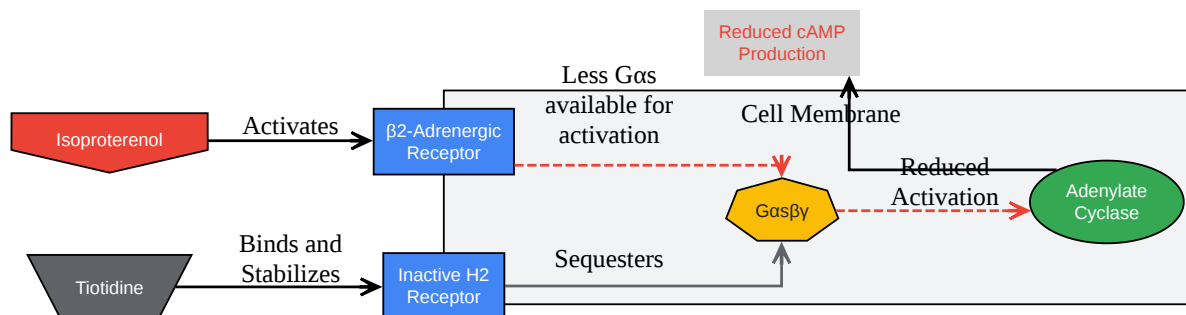 Reduced cAMP
Production
Less Gαs
available for
activation
Cell Membrane
Isoproterenol
Activates
β2-Adrenergic
Receptor
Reduced
Activation
Adenylate
Cyclase
Gαsβγ
Binds and
Stabilizes
Sequesters
Tiotidine
Inactive H2
Receptor